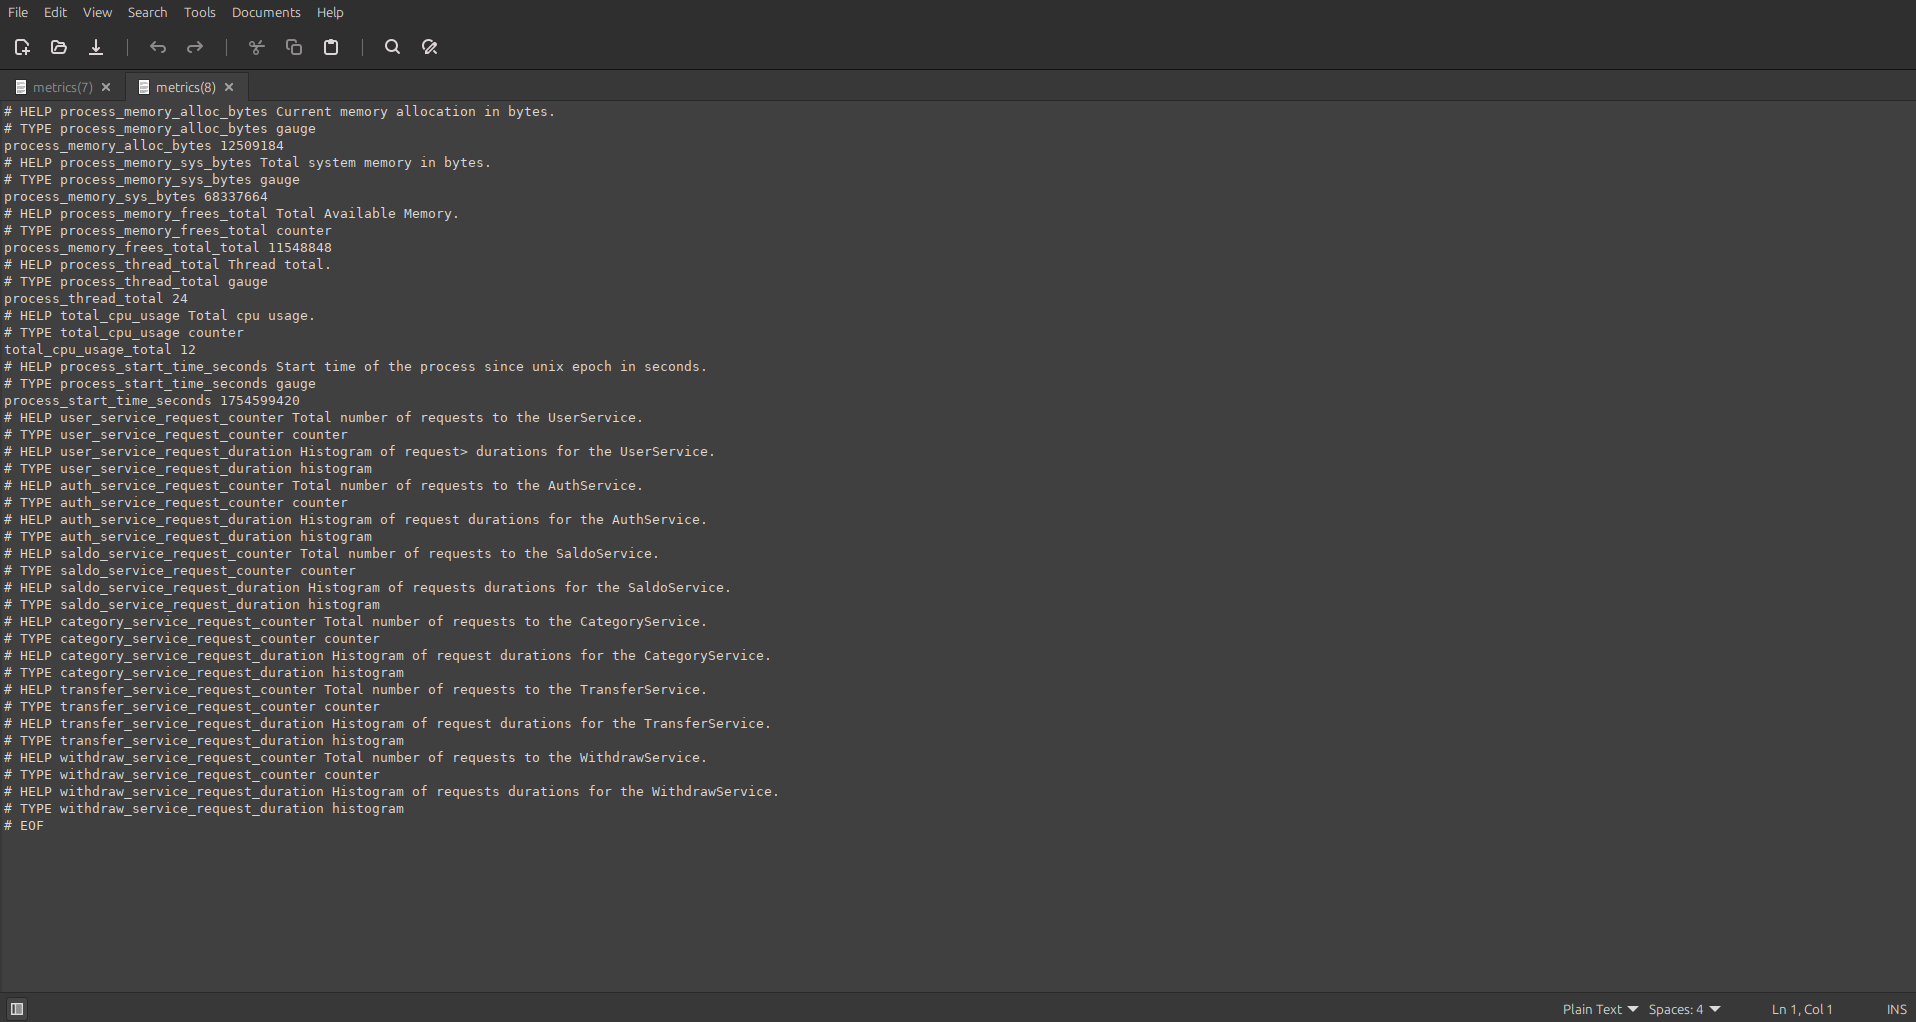 File Edit View Search Tools Documents Help
metrics(7) metrics(8)
# HELP process_memory_alloc_bytes Current memory allocation in bytes.
# TYPE process_memory_alloc_bytes gauge
process_memory_alloc_bytes 12509184
# HELP process_memory_sys_bytes Total system memory in bytes.
# TYPE process_memory_sys_bytes gauge
process_memory_sys_bytes 68337664
# HELP process_memory_frees_total Total Available Memory.
# TYPE process_memory_frees_total counter
process_memory_frees_total_total 11548848
# HELP process_thread_total Thread total.
# TYPE process_thread_total gauge
process_thread_total 24
# HELP total_cpu_usage Total cpu usage.
# TYPE total_cpu_usage counter
total_cpu_usage_total 12
# HELP process_start_time_seconds Start time of the process since unix epoch in seconds.
# TYPE process_start_time_seconds gauge
process_start_time_seconds 1754599420
# HELP user_service_request_counter Total number of requests to the UserService.
# TYPE user_service_request_counter counter
# HELP user_service_request_duration Histogram of request> durations for the UserService.
# TYPE user_service_request_duration histogram
# HELP auth_service_request_counter Total number of requests to the AuthService.
# TYPE auth_service_request_counter counter
# HELP auth_service_request_duration Histogram of request durations for the AuthService.
# TYPE auth_service_request_duration histogram
# HELP saldo_service_request_counter Total number of requests to the SaldoService.
# TYPE saldo_service_request_counter counter
# HELP saldo_service_request_duration Histogram of requests durations for the SaldoService.
# TYPE saldo_service_request_duration histogram
# HELP category_service_request_counter Total number of requests to the CategoryService.
# TYPE category_service_request_counter counter
# HELP category_service_request_duration Histogram of request durations for the CategoryService.
# TYPE category_service_request_duration histogram
# HELP transfer_service_request_counter Total number of requests to the TransferService.
# TYPE transfer_service_request_counter counter
# HELP transfer_service_request_duration Histogram of request durations for the TransferService.
# TYPE transfer_service_request_duration histogram
# HELP withdraw_service_request_counter Total number of requests to the WithdrawService.
# TYPE withdraw_service_request_counter counter
# HELP withdraw_service_request_duration Histogram of requests durations for the WithdrawService.
# TYPE withdraw_service_request_duration histogram
# EOF
Plain Text Spaces: 4 Ln 1, Col 1 INS